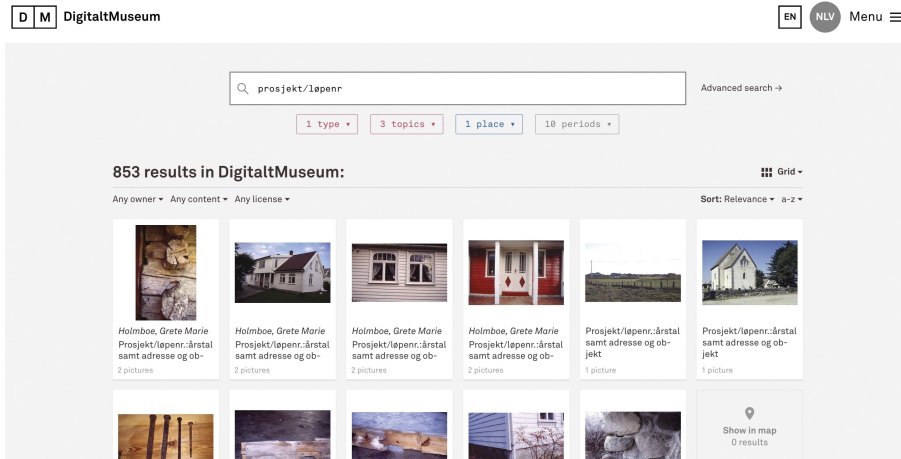 D M DigitaltMuseum
EN
NLV
Menu
prosjekt/løpenr
Advanced search →
1 type ▾
3 topics ▾
1 place ▾
10 periods ▾
853 results in DigitaltMuseum:
Grid ▾
Any owner ▾ Any content ▾ Any license ▾
Sort: Relevance ▾ a-z ▾
Holmboe, Grete Marie
Prosjekt/løpenr.:årstal
samt adresse og ob-
2 pictures
Holmboe, Grete Marie
Prosjekt/løpenr.:årstal
samt adresse og ob-
2 pictures
Holmboe, Grete Marie
Prosjekt/løpenr.:årstal
samt adresse og ob-
2 pictures
Holmboe, Grete Marie
Prosjekt/løpenr.:årstal
samt adresse og ob-
2 pictures
Prosjekt/løpenr.:årstal
samt adresse og ob-
jekt
1 picture
Prosjekt/løpenr.:årstal
samt adresse og ob-
jekt
1 picture
Show in map
0 results